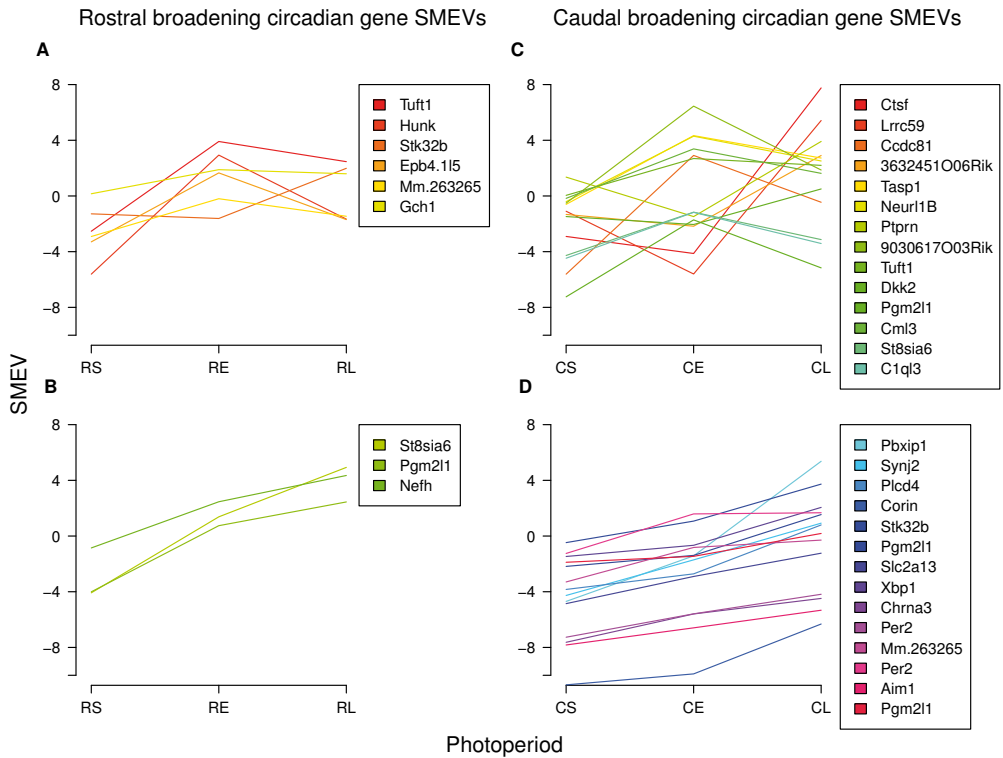 Rostral broadening circadian gene SMEVs
Caudal broadening circadian gene SMEVs
A
8
4
0
−4
−8
RS
RE
RL
Tuft1
Hunk
Stk32b
Epb4.1l5
Mm.263265
Gch1
C
8
4
0
−4
−8
CS
CE
CL
Ctsf
Lrrc59
Ccdc81
3632451O06Rik
Tasp1
Neurl1B
Ptprn
9030617O03Rik
Tuft1
Dkk2
Pgm2l1
Cml3
St8sia6
C1ql3
SMEV
B
8
4
0
−4
−8
RS
RE
RL
St8sia6
Pgm2l1
Nefh
D
8
4
0
−4
−8
CS
CE
CL
Pbxip1
Synj2
Plcd4
Corin
Stk32b
Pgm2l1
Slc2a13
Xbp1
Chrna3
Per2
Mm.263265
Per2
Aim1
Pgm2l1
Photoperiod